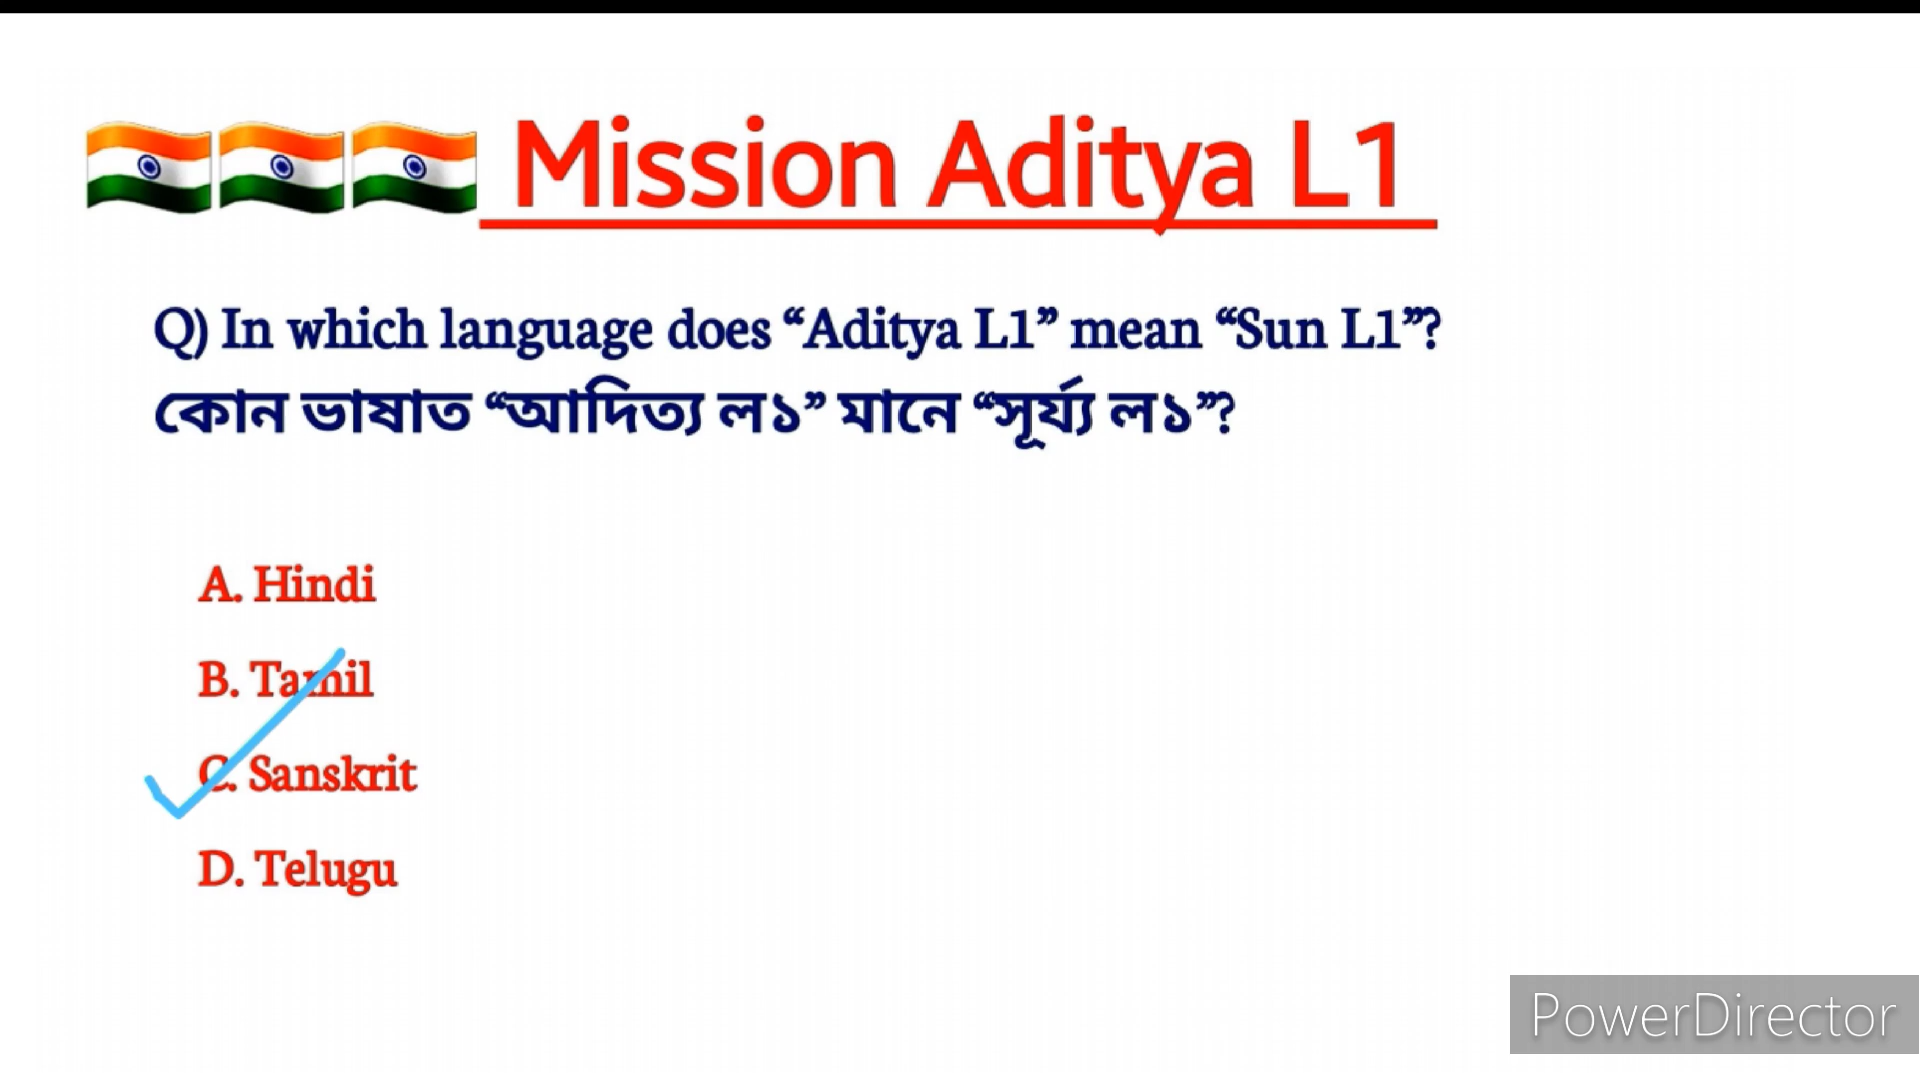 Mission Aditya L1
Q) In which language does “Aditya L1” mean “Sun L1”?
কোন ভাষাত “আদিত্য ল১” মানে “সূৰ্য্য ল১”?
A. Hindi
B. Tamil
C. Sanskrit
D. Telugu
PowerDirector